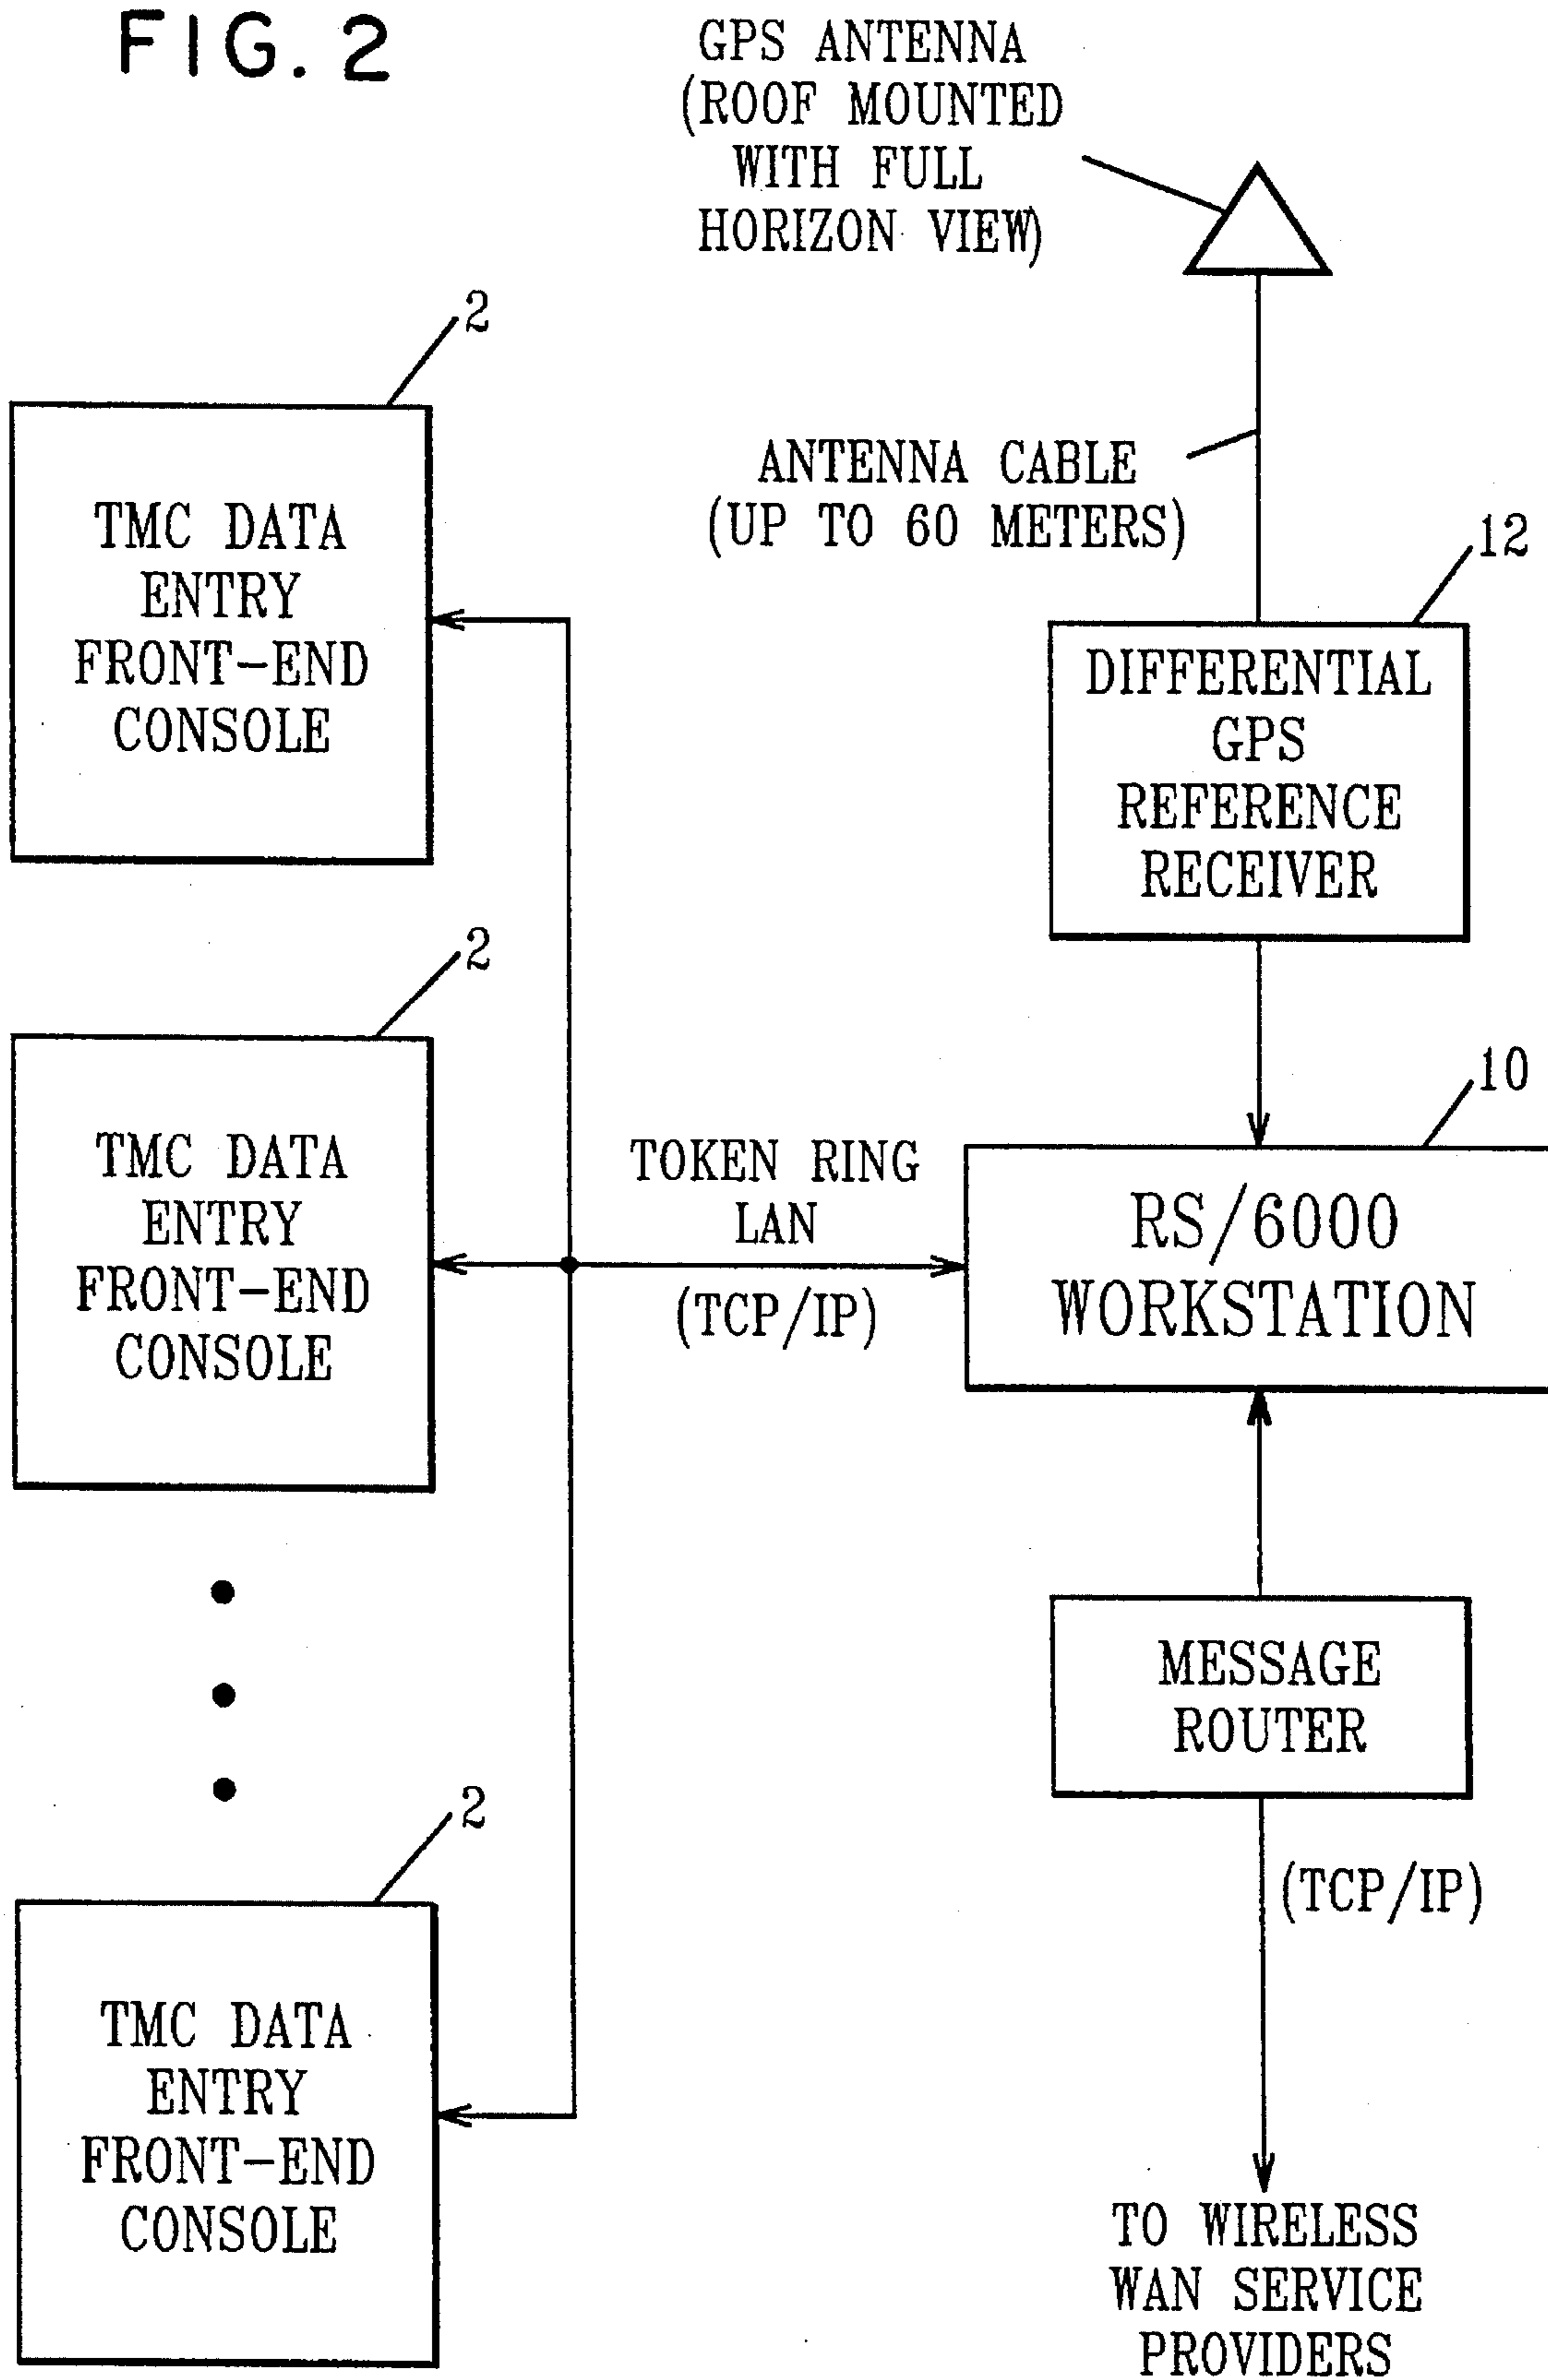 FIG. 2
GPS ANTENNA
(ROOF MOUNTED
WITH FULL
HORIZON VIEW)
2
TMC DATA
ENTRY
FRONT-END
CONSOLE
ANTENNA CABLE
(UP TO 60 METERS)
12
DIFFERENTIAL
GPS
REFERENCE
RECEIVER
2
TMC DATA
ENTRY
FRONT-END
CONSOLE
TOKEN RING
LAN
(TCP/IP)
10
RS/6000
WORKSTATION
MESSAGE
ROUTER
(TCP/IP)
2
TMC DATA
ENTRY
FRONT-END
CONSOLE
TO WIRELESS
WAN SERVICE
PROVIDERS